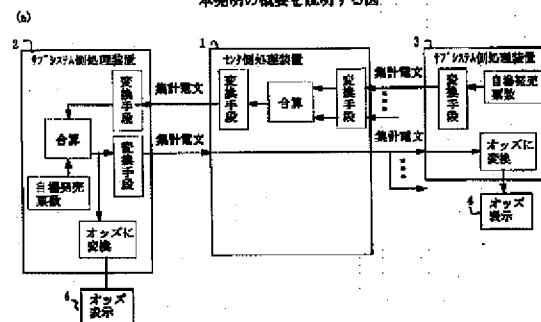 本発明の概要を説明する図
(a)
2
サブシステム側処理装置
変換手段
合算
変換手段
自場発売
票数
オッズに
変換
4
オッズ
表示
集計電文
集計電文
1
センタ側処理装置
変換手段
合算
変換手段
集計電文
集計電文
3
サブシステム側処理装置
変換手段
自場発売
票数
オッズに
変換
4
オッズ
表示